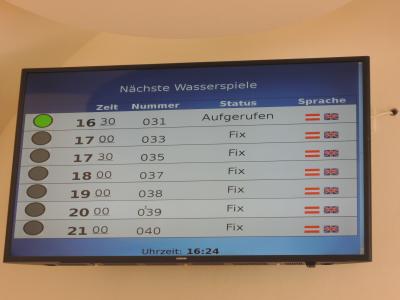 Nächste Wasserspiele
Zeit Nummer Status Sprache
16 30 031 Aufgerufen
17 00 033 Fix
17 30 035 Fix
18 00 037 Fix
19 00 038 Fix
20 00 039 Fix
21 00 040 Fix
Uhrzeit: 16:24